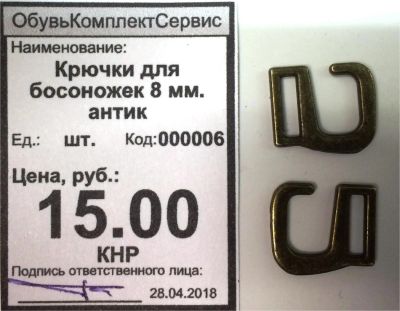 ОбувьКомплектСервис
Наименование:
Крючки для
босоножек 8 мм.
антик
Ед.: шт. Код:000006
Цена, руб.:
15.00
КНР
Подпись ответственного лица:
28.04.2018